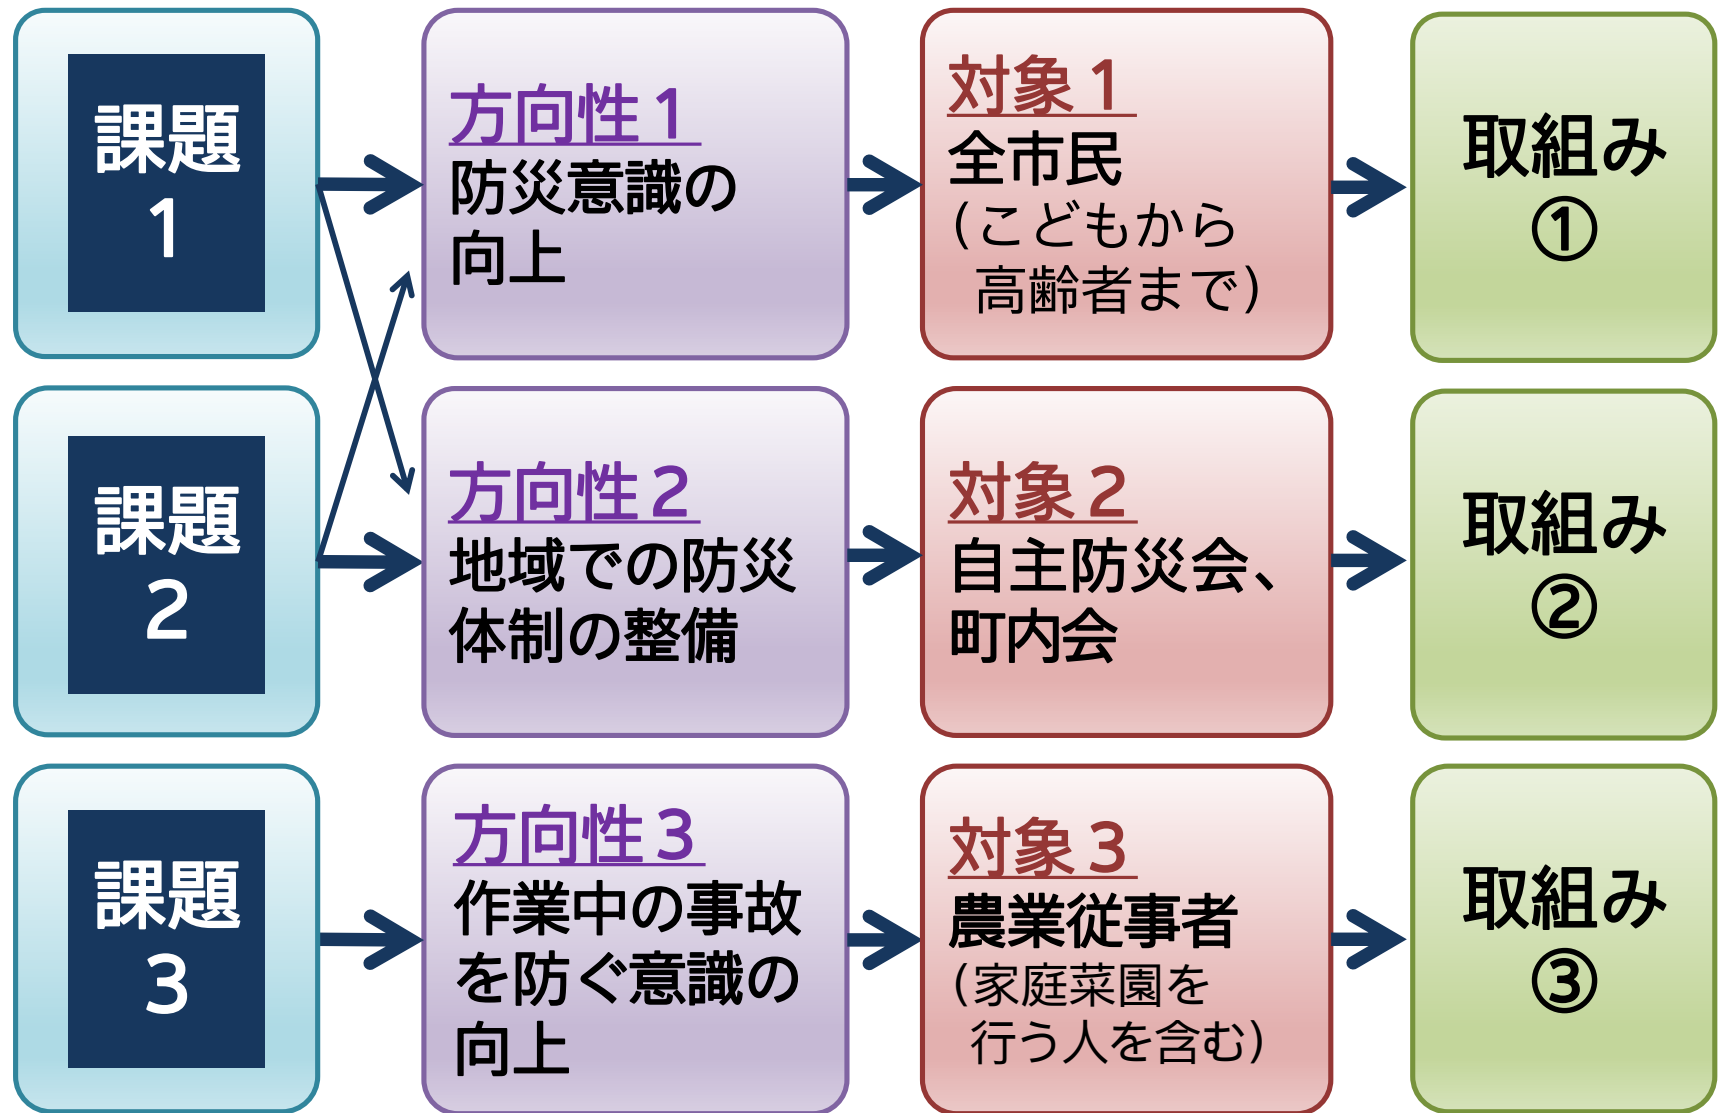 課題
1
方向性１
防災意識の
向上
対象１
全市民
（こどもから
高齢者まで）
取組み
①
課題
2
方向性２
地域での防災
体制の整備
対象２
自主防災会、
町内会
取組み
②
課題
3
方向性３
作業中の事故
を防ぐ意識の
向上
対象３
農業従事者
（家庭菜園を
行う人を含む）
取組み
③